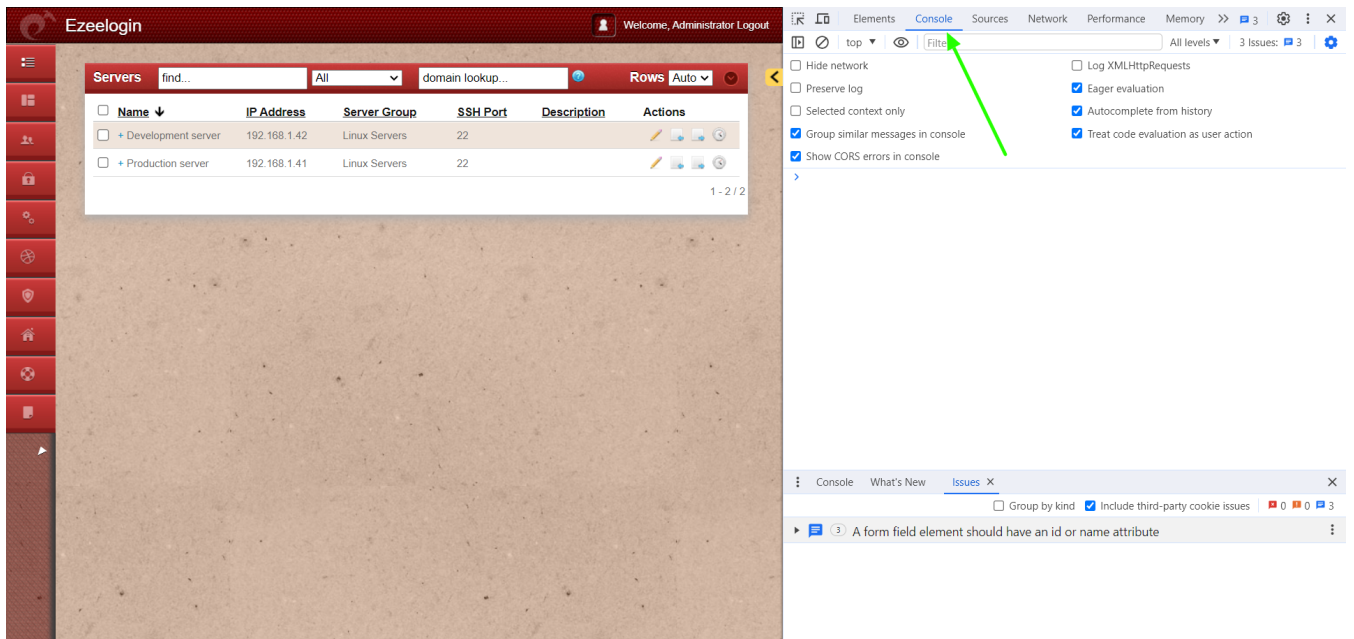 Ezeelogin
Welcome, Administrator Logout
Servers find... All domain lookup... Rows Auto
Name IP Address Server Group SSH Port Description Actions
+ Development server 192.168.1.42 Linux Servers 22
+ Production server 192.168.1.41 Linux Servers 22
1 - 2 / 2
Elements Console Sources Network Performance Memory 3
top Filter All levels 3 Issues: 3
Hide network Log XMLHttpRequests
Preserve log Eager evaluation
Selected context only Autocomplete from history
Group similar messages in console Treat code evaluation as user action
Show CORS errors in console
Console What's New Issues
Group by kind Include third-party cookie issues 0 0 3
3 A form field element should have an id or name attribute